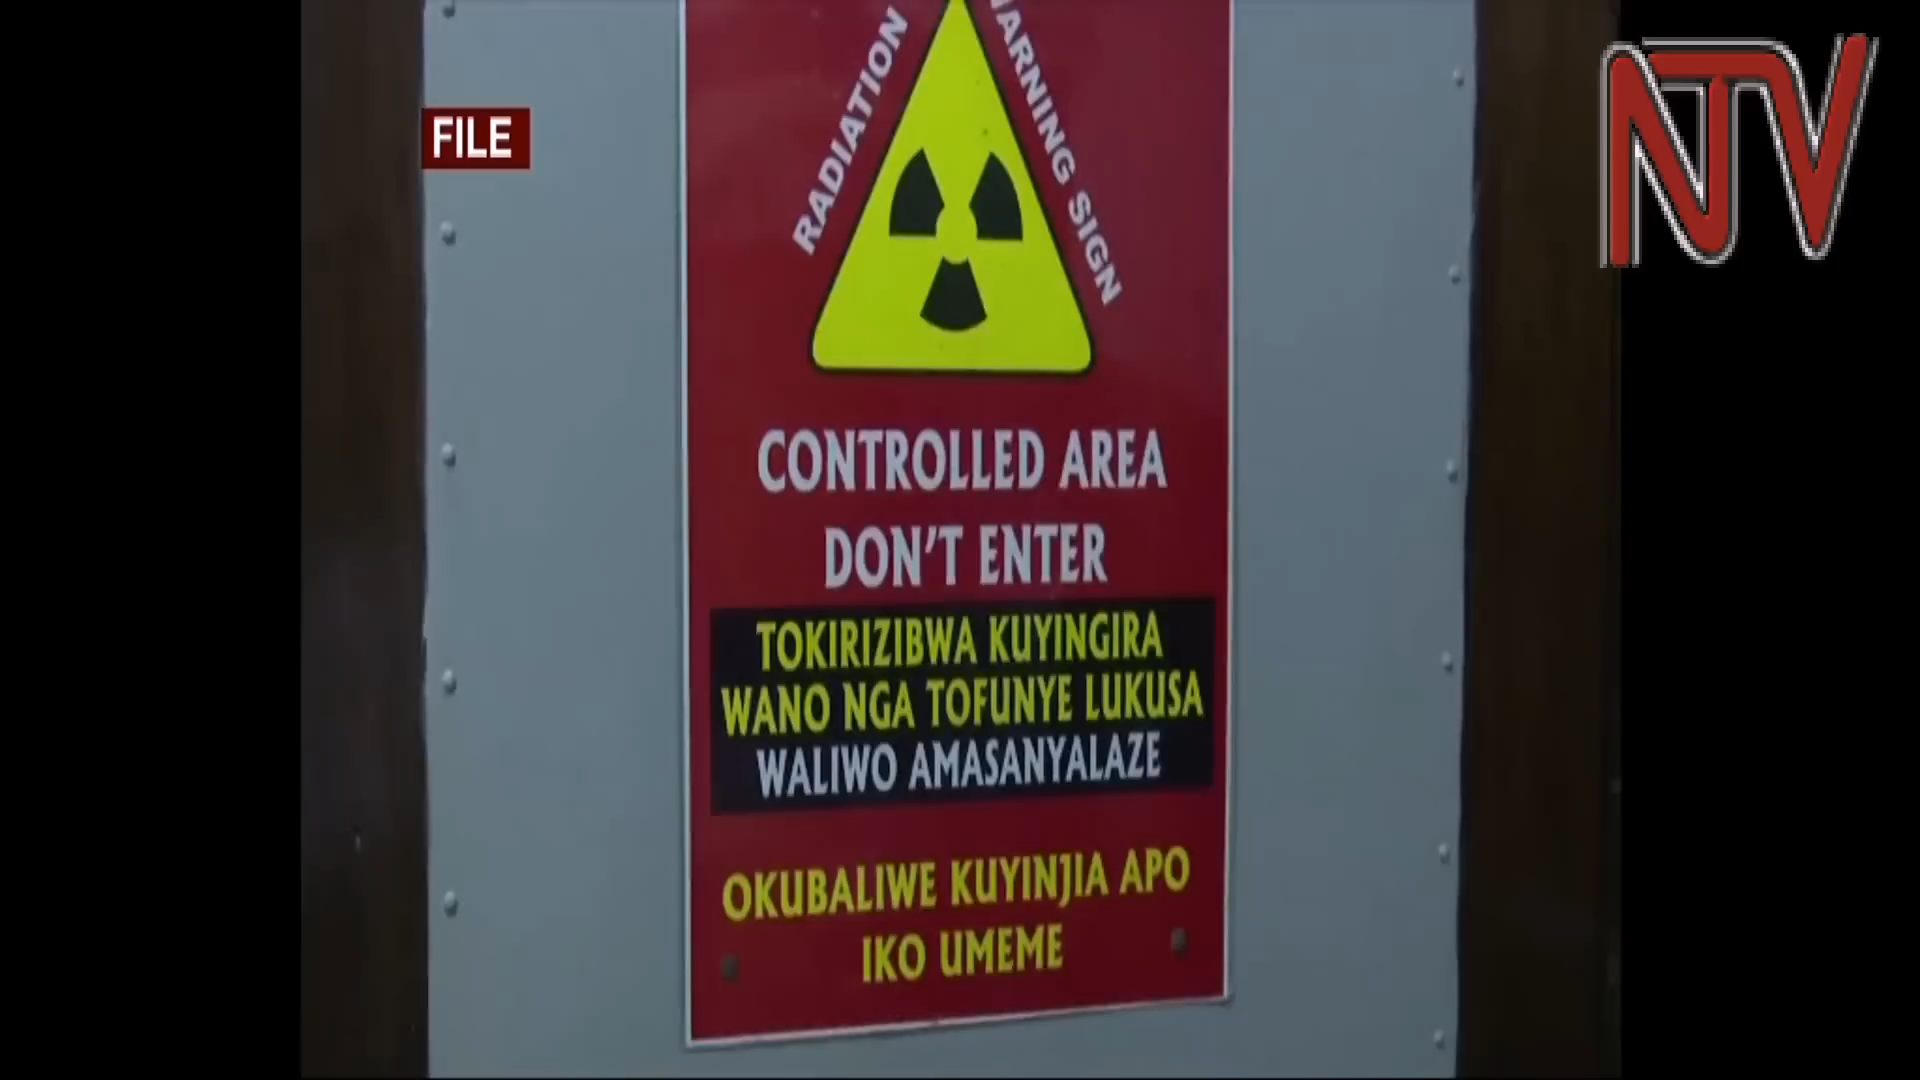 NTV
FILE
RADIATION WARNING SIGN
CONTROLLED AREA
DON'T ENTER
TOKIRIZIBWA KUYINGIRA
WANO NGA TOFUNYE LUKUSA
WALIWO AMASANYALAZE
OKUBALIWE KUYINJIA APO
IKO UMEME